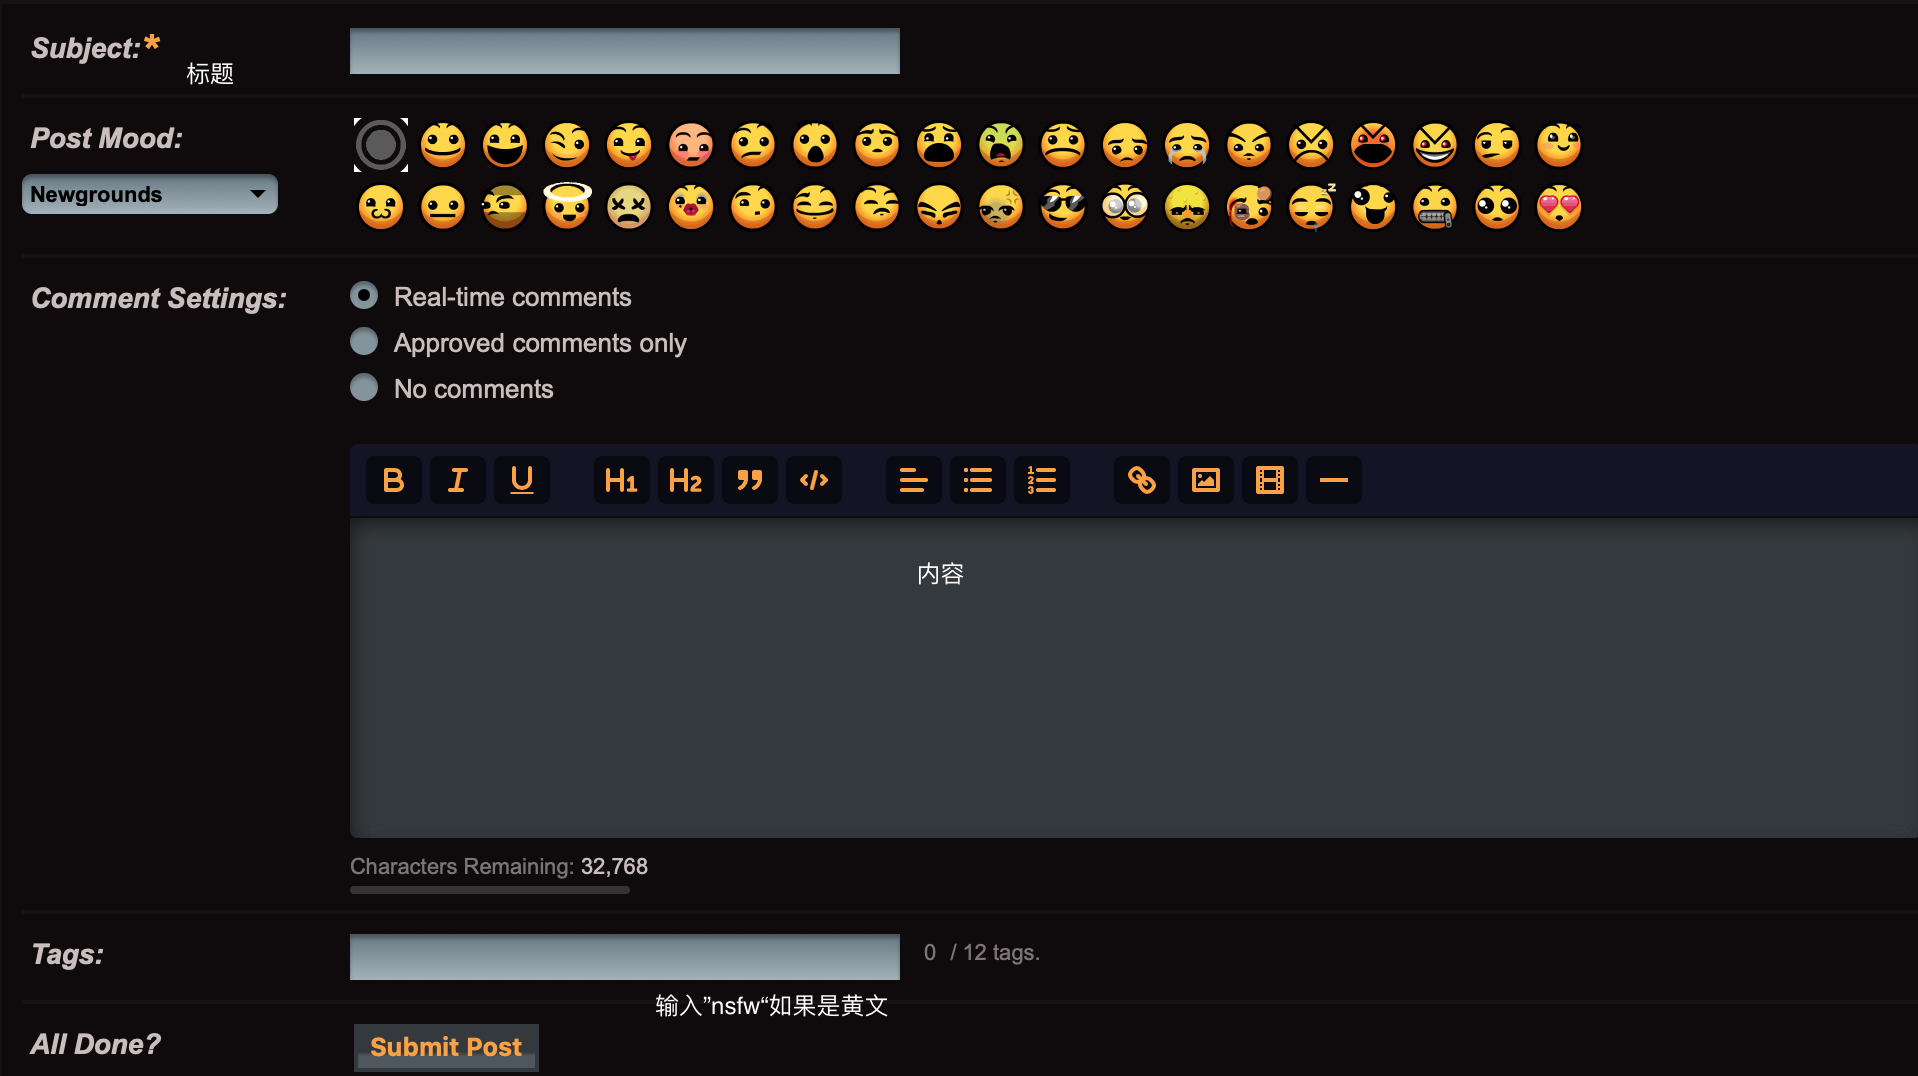 Subject:*
标题
Post Mood:
Newgrounds
Comment Settings:
Real-time comments
Approved comments only
No comments
B I U H1 H2 ” </>
内容
Characters Remaining: 32,768
Tags:
0 / 12 tags.
输入”nsfw“如果是黄文
All Done?
Submit Post